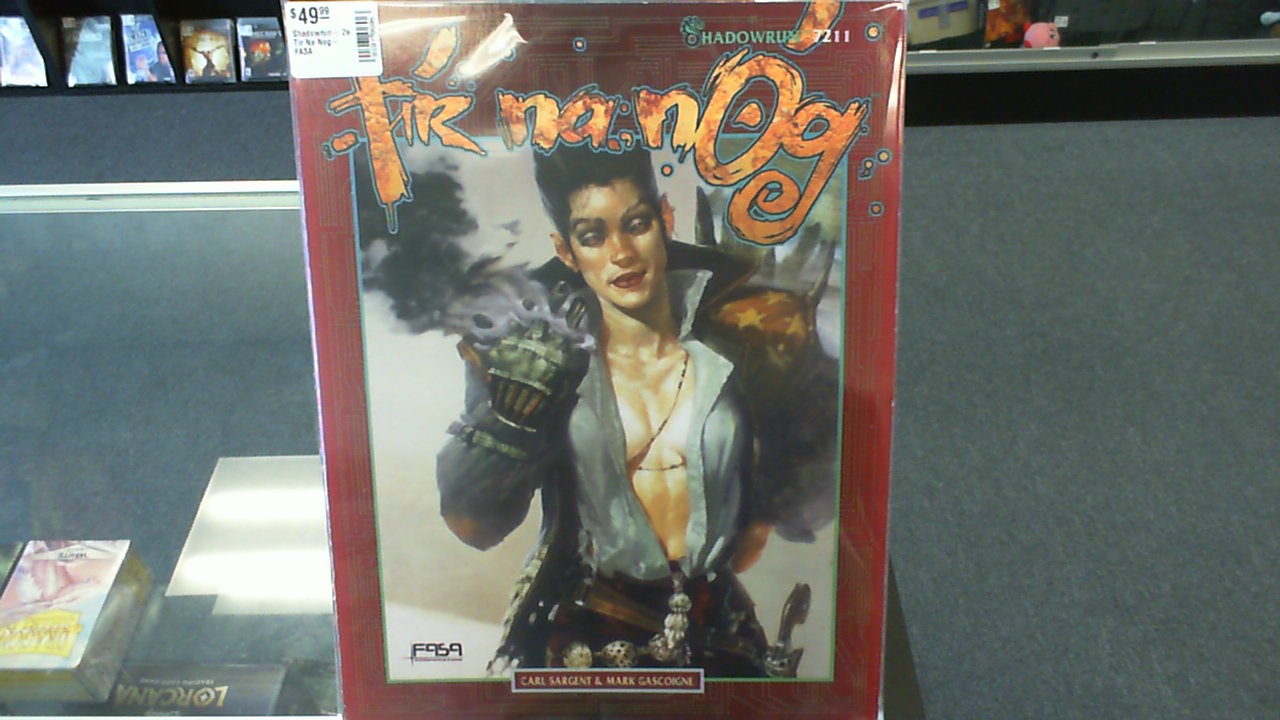 $49.99
Shadowrun - 2e
Tir Na Nog -
FASA
SHADOWRUN 7211
Tír na nÓg
FASA
CARL SARGENT & MARK GASCOIGNE
LORCANA